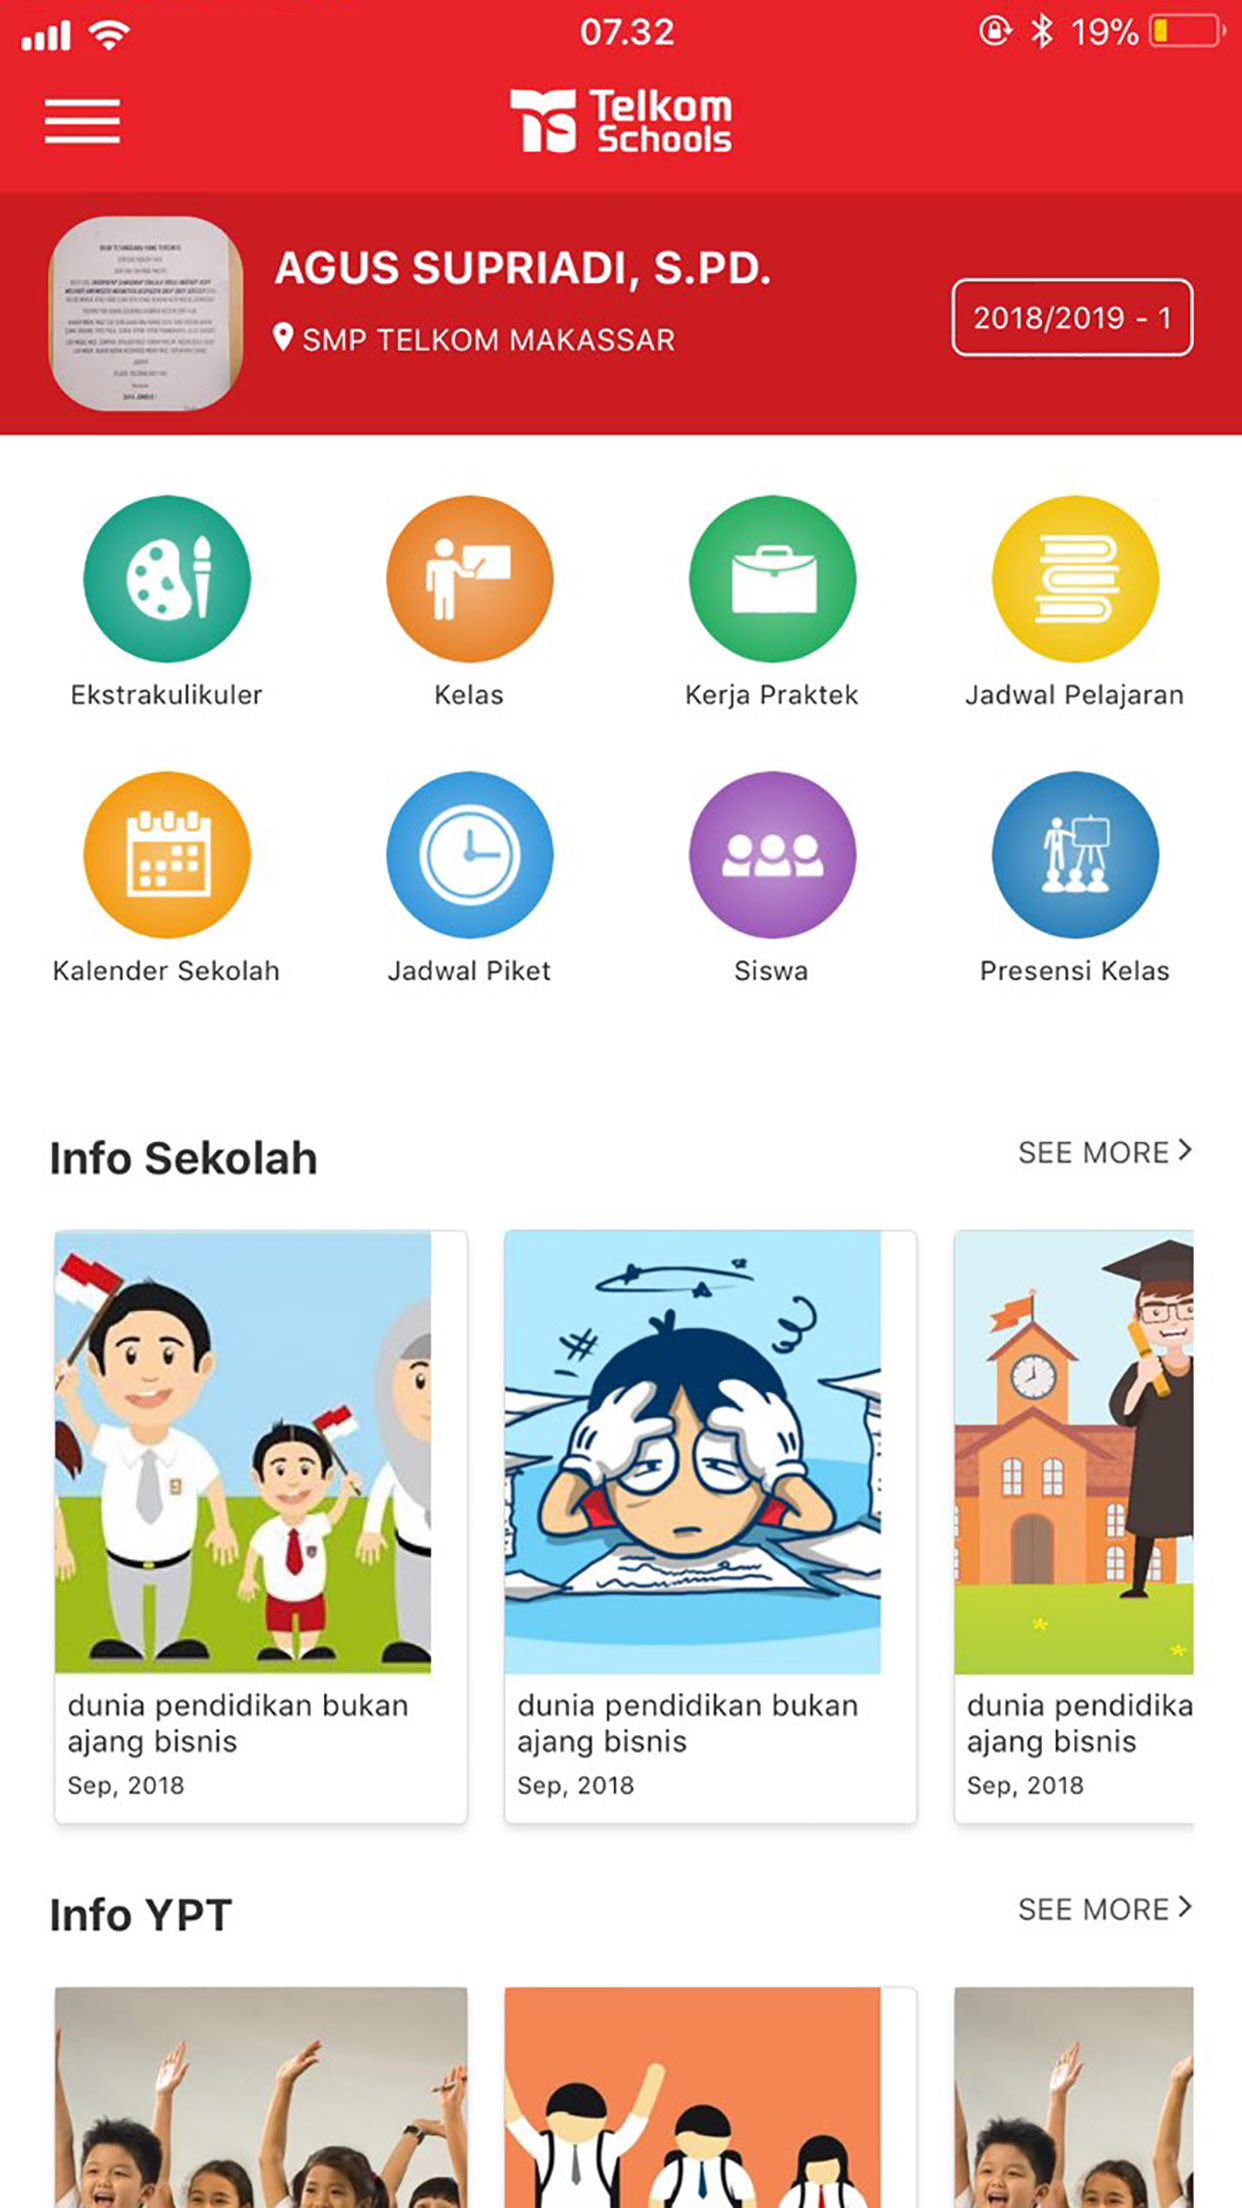 07.32
19%
Telkom
Schools
AGUS SUPRIADI, S.PD.
SMP TELKOM MAKASSAR
2018/2019 - 1
Ekstrakulikuler
Kelas
Kerja Praktek
Jadwal Pelajaran
Kalender Sekolah
Jadwal Piket
Siswa
Presensi Kelas
Info Sekolah
SEE MORE
dunia pendidikan bukan
ajang bisnis
Sep, 2018
dunia pendidikan bukan
ajang bisnis
Sep, 2018
dunia pendidika
ajang bisnis
Sep, 2018
Info YPT
SEE MORE